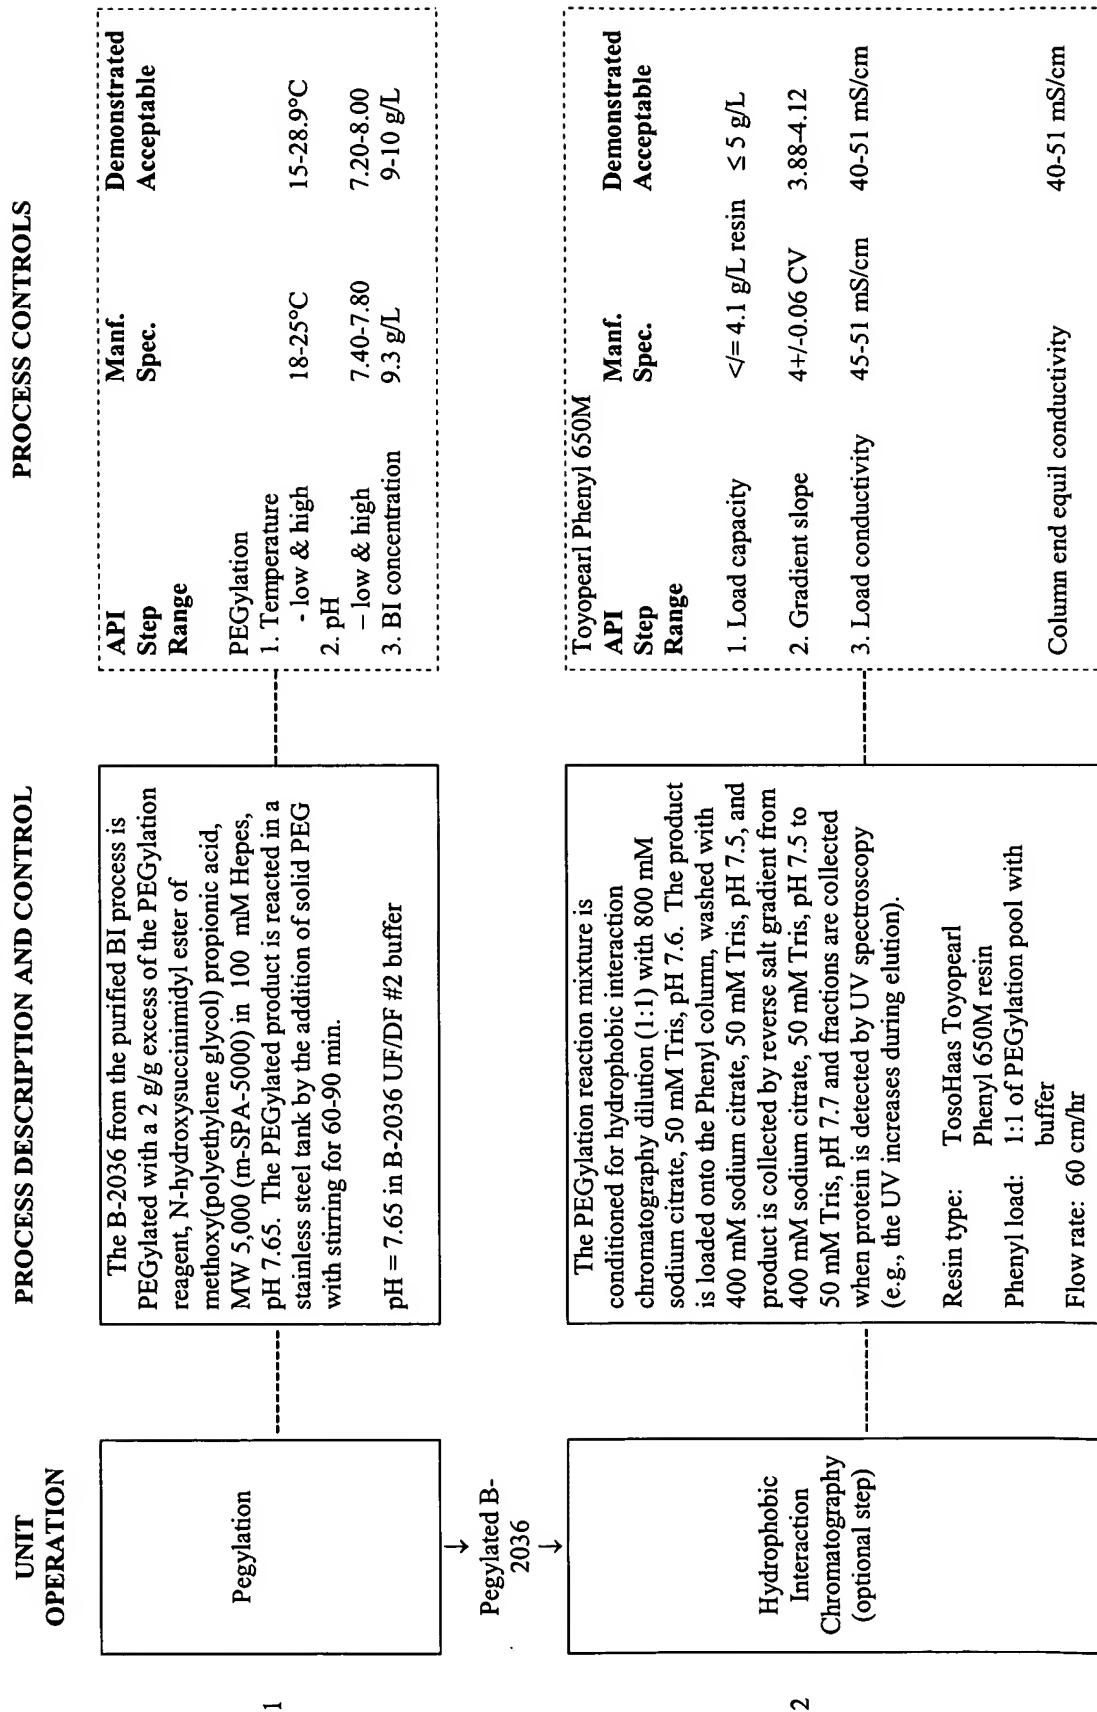 UNIT
OPERATION
PROCESS DESCRIPTION AND CONTROL
PROCESS CONTROLS
1
Pegylation
The B-2036 from the purified BI process is
PEGylated with a 2 g/g excess of the PEGylation
reagent, N-hydroxysuccinimidyl ester of
methoxy(polyethylene glycol) propionic acid,
MW 5,000 (m-SPA-5000) in 100 mM Hepes,
pH 7.65. The PEGylated product is reacted in a
stainless steel tank by the addition of solid PEG
with stirring for 60-90 min.
pH = 7.65 in B-2036 UF/DF #2 buffer
API Manf. Demonstrated
Step Spec. Acceptable
Range
PEGylation
1. Temperature
- low & high 18-25°C 15-28.9°C
2. pH
– low & high 7.40-7.80 7.20-8.00
3. BI concentration 9.3 g/L 9-10 g/L
↓
Pegylated B-
2036
↓
2
Hydrophobic
Interaction
Chromatography
(optional step)
The PEGylation reaction mixture is
conditioned for hydrophobic interaction
chromatography dilution (1:1) with 800 mM
sodium citrate, 50 mM Tris, pH 7.6. The product
is loaded onto the Phenyl column, washed with
400 mM sodium citrate, 50 mM Tris, pH 7.5, and
product is collected by reverse salt gradient from
400 mM sodium citrate, 50 mM Tris, pH 7.5 to
50 mM Tris, pH 7.7 and fractions are collected
when protein is detected by UV spectroscopy
(e.g., the UV increases during elution).
Resin type: TosoHaas Toyopearl
Phenyl 650M resin
Phenyl load: 1:1 of PEGylation pool with
buffer
Flow rate: 60 cm/hr
Toyopearl Phenyl 650M
API Manf. Demonstrated
Step Spec. Acceptable
Range
1. Load capacity </= 4.1 g/L resin ≤ 5 g/L
2. Gradient slope 4+/-0.06 CV 3.88-4.12
3. Load conductivity 45-51 mS/cm 40-51 mS/cm
Column end equil conductivity 40-51 mS/cm